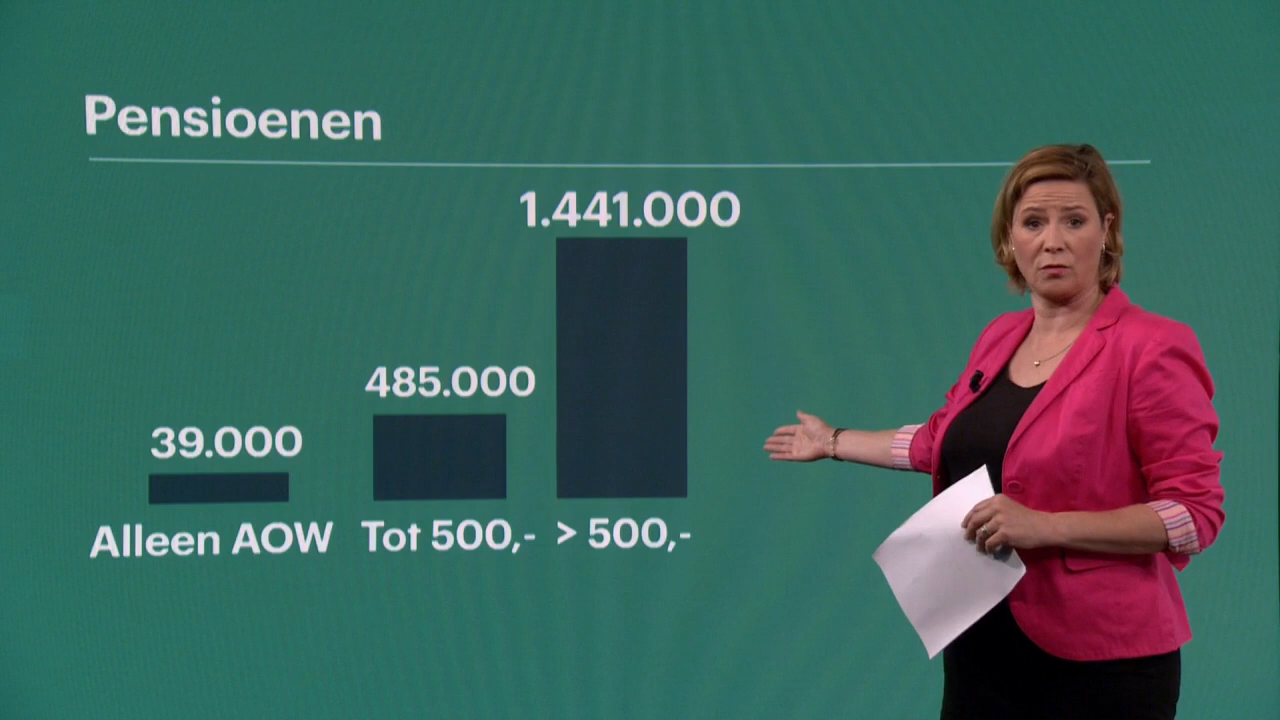 Pensioenen
1.441.000
485.000
39.000
Alleen AOW Tot 500,- > 500,-